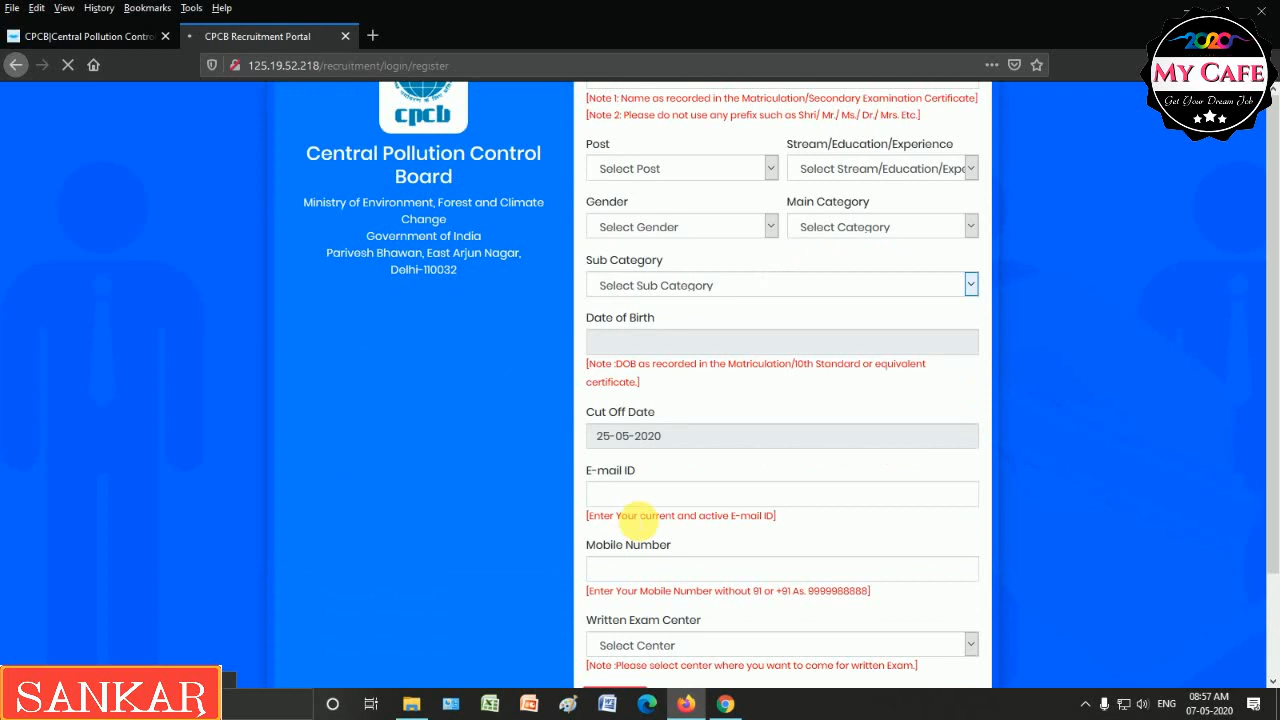 File Edit View History Bookmarks Tools Help
CPCB|Central Pollution Contro
CPCB Recruitment Portal
125.19.52.218/recruitment/login/register
2020
MY CAFE
Get Your Dream Job
cpcb
Central Pollution Control
Board
Ministry of Environment, Forest and Climate
Change
Government of India
Parivesh Bhawan, East Arjun Nagar,
Delhi-110032
[Note 1: Name as recorded in the Matriculation/Secondary Examination Certificate]
[Note 2: Please do not use any prefix such as Shri/ Mr./ Ms./ Dr./ Mrs. Etc.]
Post
Stream/Education/Experience
Select Post
Select Stream/Education/Expe
Gender
Main Category
Select Gender
Select Category
Sub Category
Select Sub Category
Date of Birth
[Note :DOB as recorded in the Matriculation/10th Standard or equivalent
certificate.]
Cut Off Date
25-05-2020
E-mail ID
[Enter Your current and active E-mail ID]
Mobile Number
[Enter Your Mobile Number without 91 or +91 As. 9999988888]
Written Exam Center
Select Center
[Note :Please select center where you want to come for written Exam.]
SANKAR
ENG
08:57 AM
07-05-2020